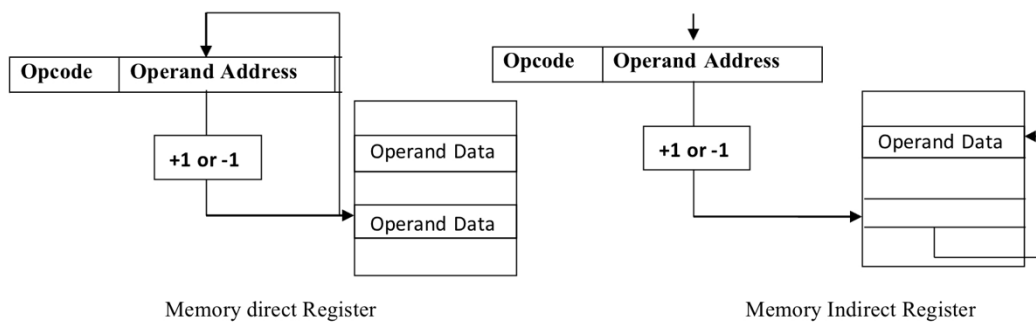 Opcode Operand Address
+1 or -1
Operand Data
Operand Data
Memory direct Register
Opcode Operand Address
+1 or -1
Operand Data
Memory Indirect Register